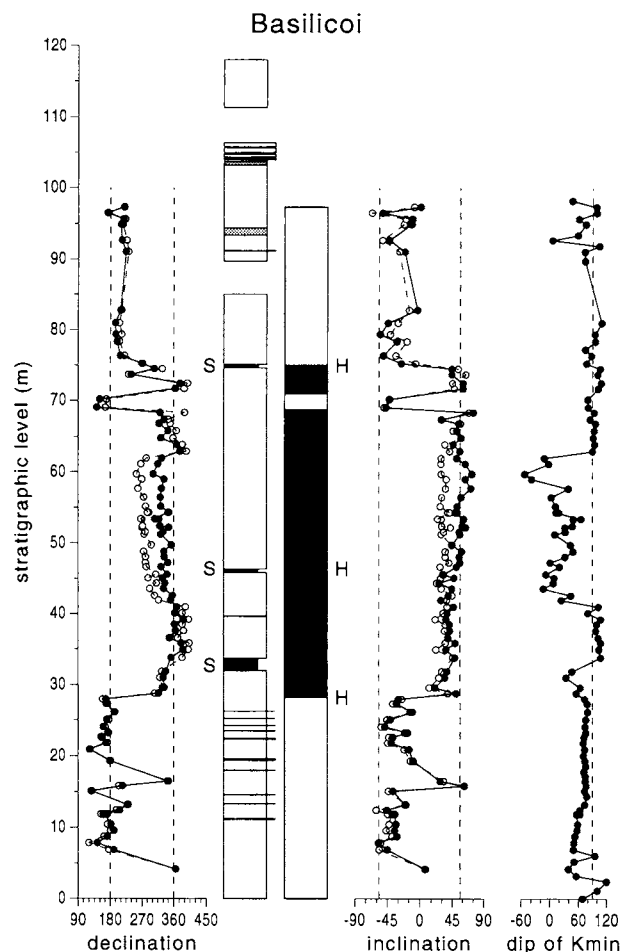 Basilicoi
120
110
100
90
80
70
60
50
40
30
20
10
0
stratigraphic level (m)
S H
S H
S
H
90 180 270 360 450
-90 -45 0 45 90
-60 0 60 120
declination
inclination
dip of Kmin